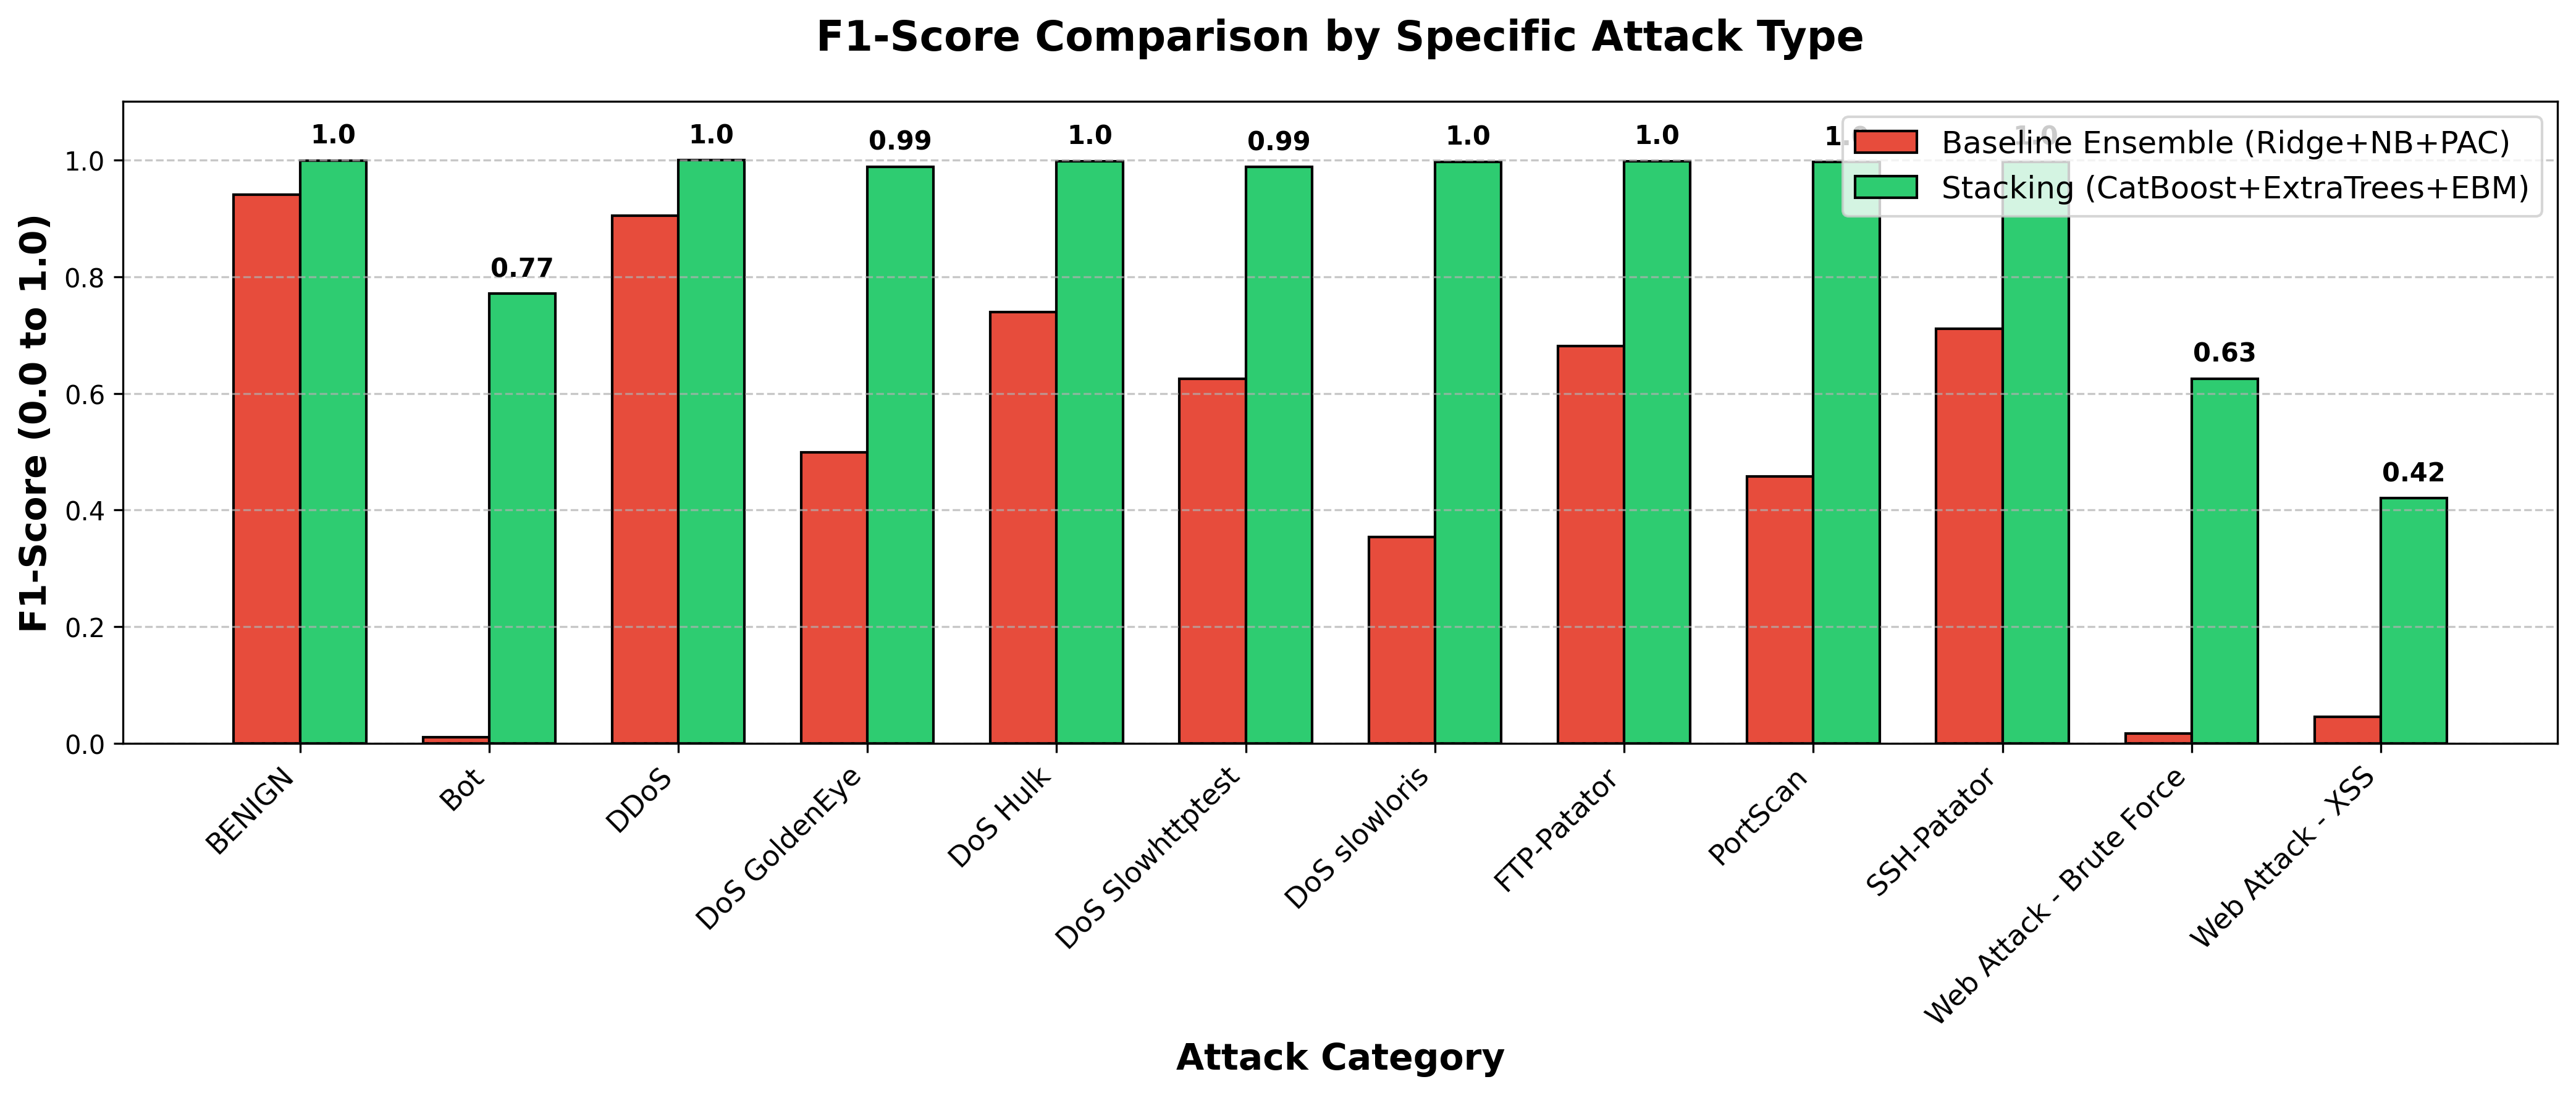 F1-Score Comparison by Specific Attack Type
F1-Score (0.0 to 1.0)
1.0
0.8
0.6
0.4
0.2
0.0
1.0
0.77
1.0
0.99
1.0
0.99
1.0
1.0
1.0
1.0
0.63
0.42
Baseline Ensemble (Ridge+NB+PAC)
Stacking (CatBoost+ExtraTrees+EBM)
BENIGN
Bot
DDoS
DoS GoldenEye
DoS Hulk
DoS Slowhttptest
DoS slowloris
FTP-Patator
PortScan
SSH-Patator
Web Attack - Brute Force
Web Attack - XSS
Attack Category